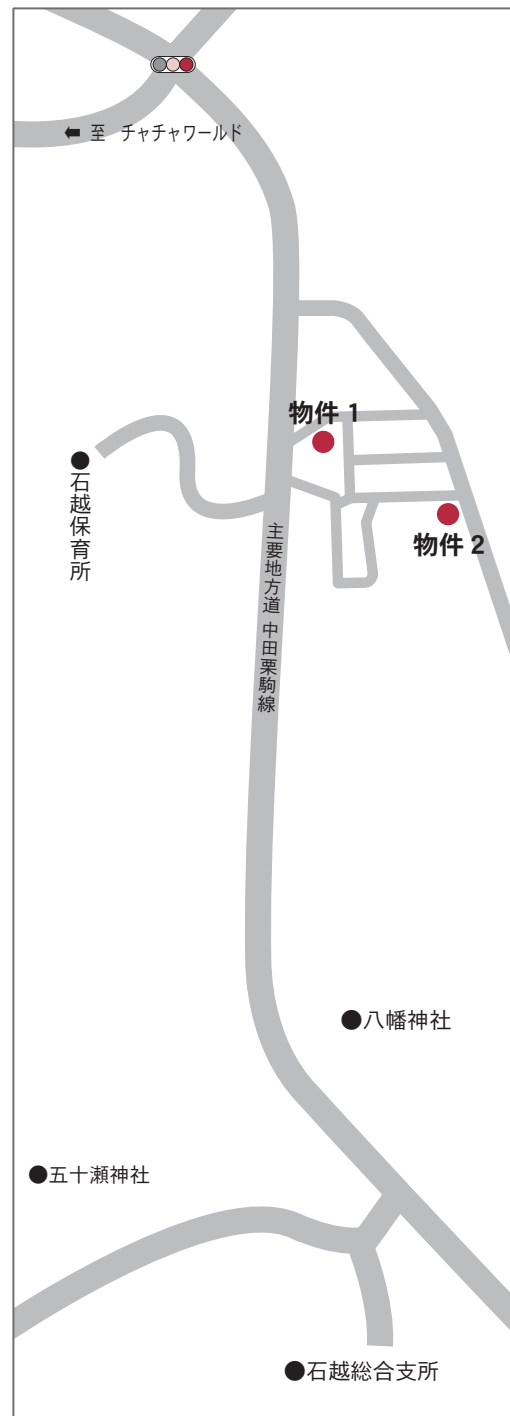 ⬅ 至 チャチャワールド
物件 1
●
石越保育所
物件 2
主要地方道 中田栗駒線
●八幡神社
●五十瀬神社
●石越総合支所